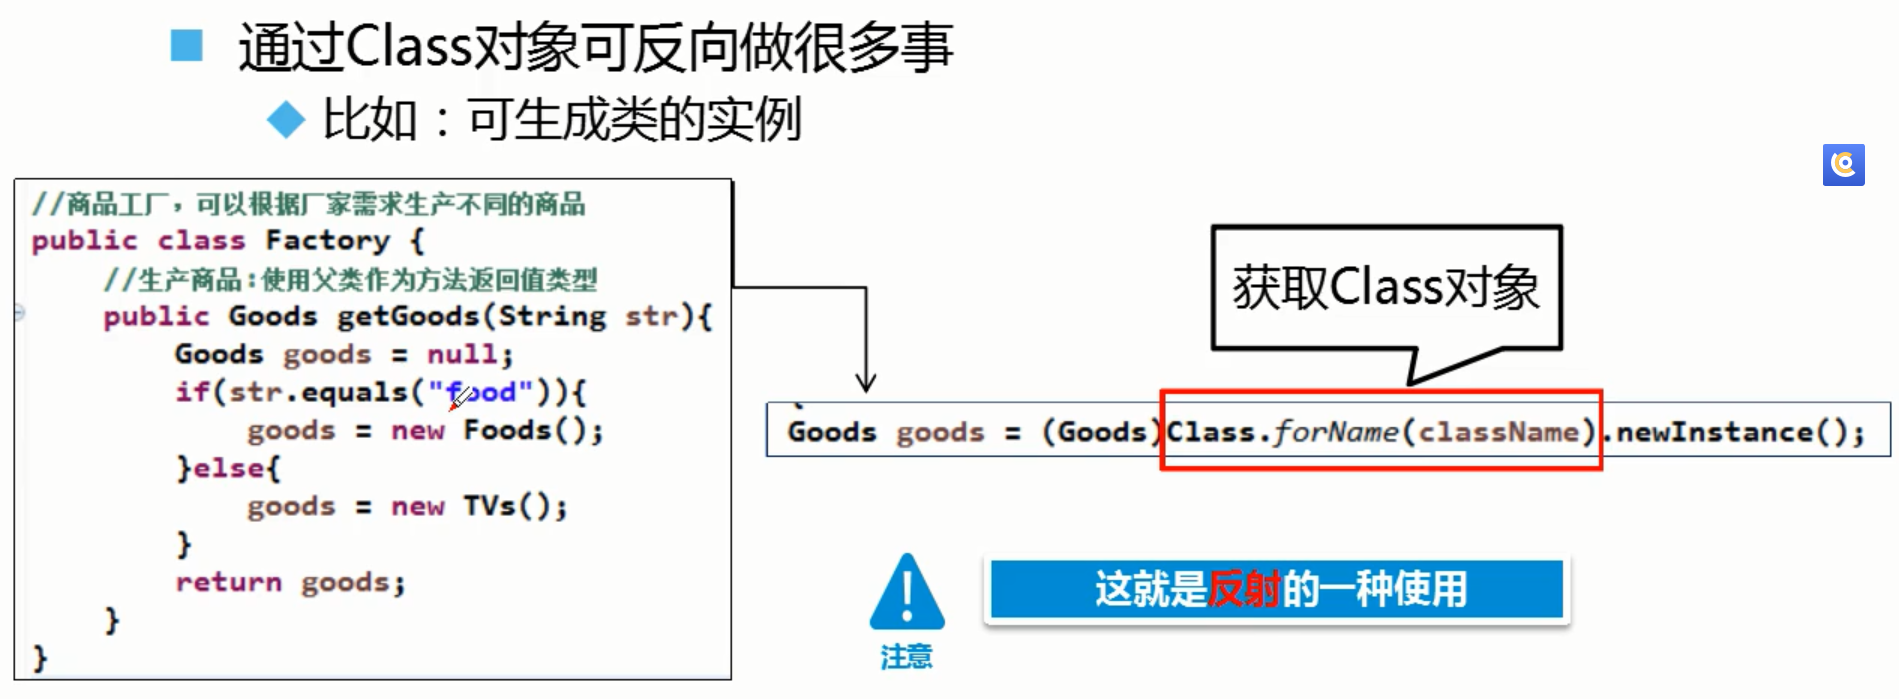 通过Class对象可反向做很多事
比如：可生成类的实例
//商品工厂，可以根据厂家需求生产不同的商品
public class Factory {
//生产商品:使用父类作为方法返回值类型
public Goods getGoods(String str){
Goods goods = null;
if(str.equals("food")){
goods = new Foods();
}else{
goods = new TVs();
}
return goods;
}
}
获取Class对象
Goods goods = (Goods)Class.forName(className).newInstance();
注意
这就是反射的一种使用